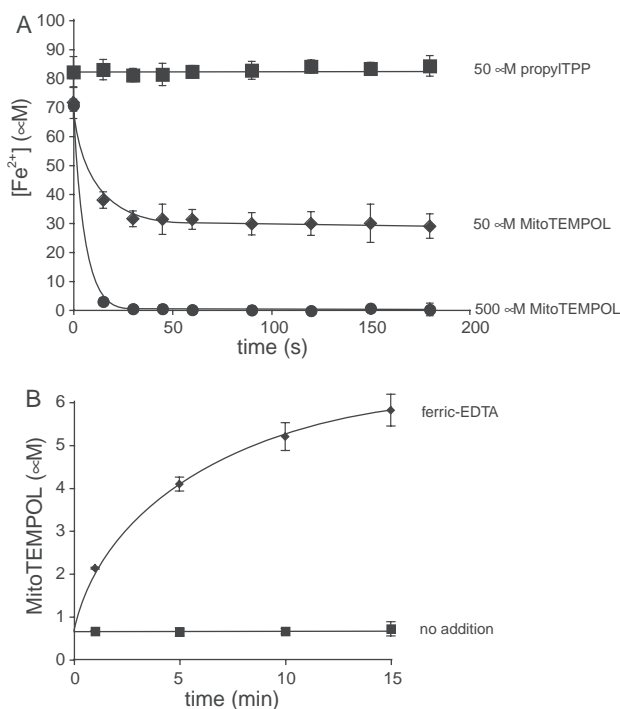 A
[Fe²⁺] (∝M)
100
90
80
70
60
50
40
30
20
10
0
0
50
100
150
200
time (s)
50 ∝M propylTPP
50 ∝M MitoTEMPOL
500 ∝M MitoTEMPOL
B
MitoTEMPOL (∝M)
6
5
4
3
2
1
0
0
5
10
15
time (min)
ferric-EDTA
no addition